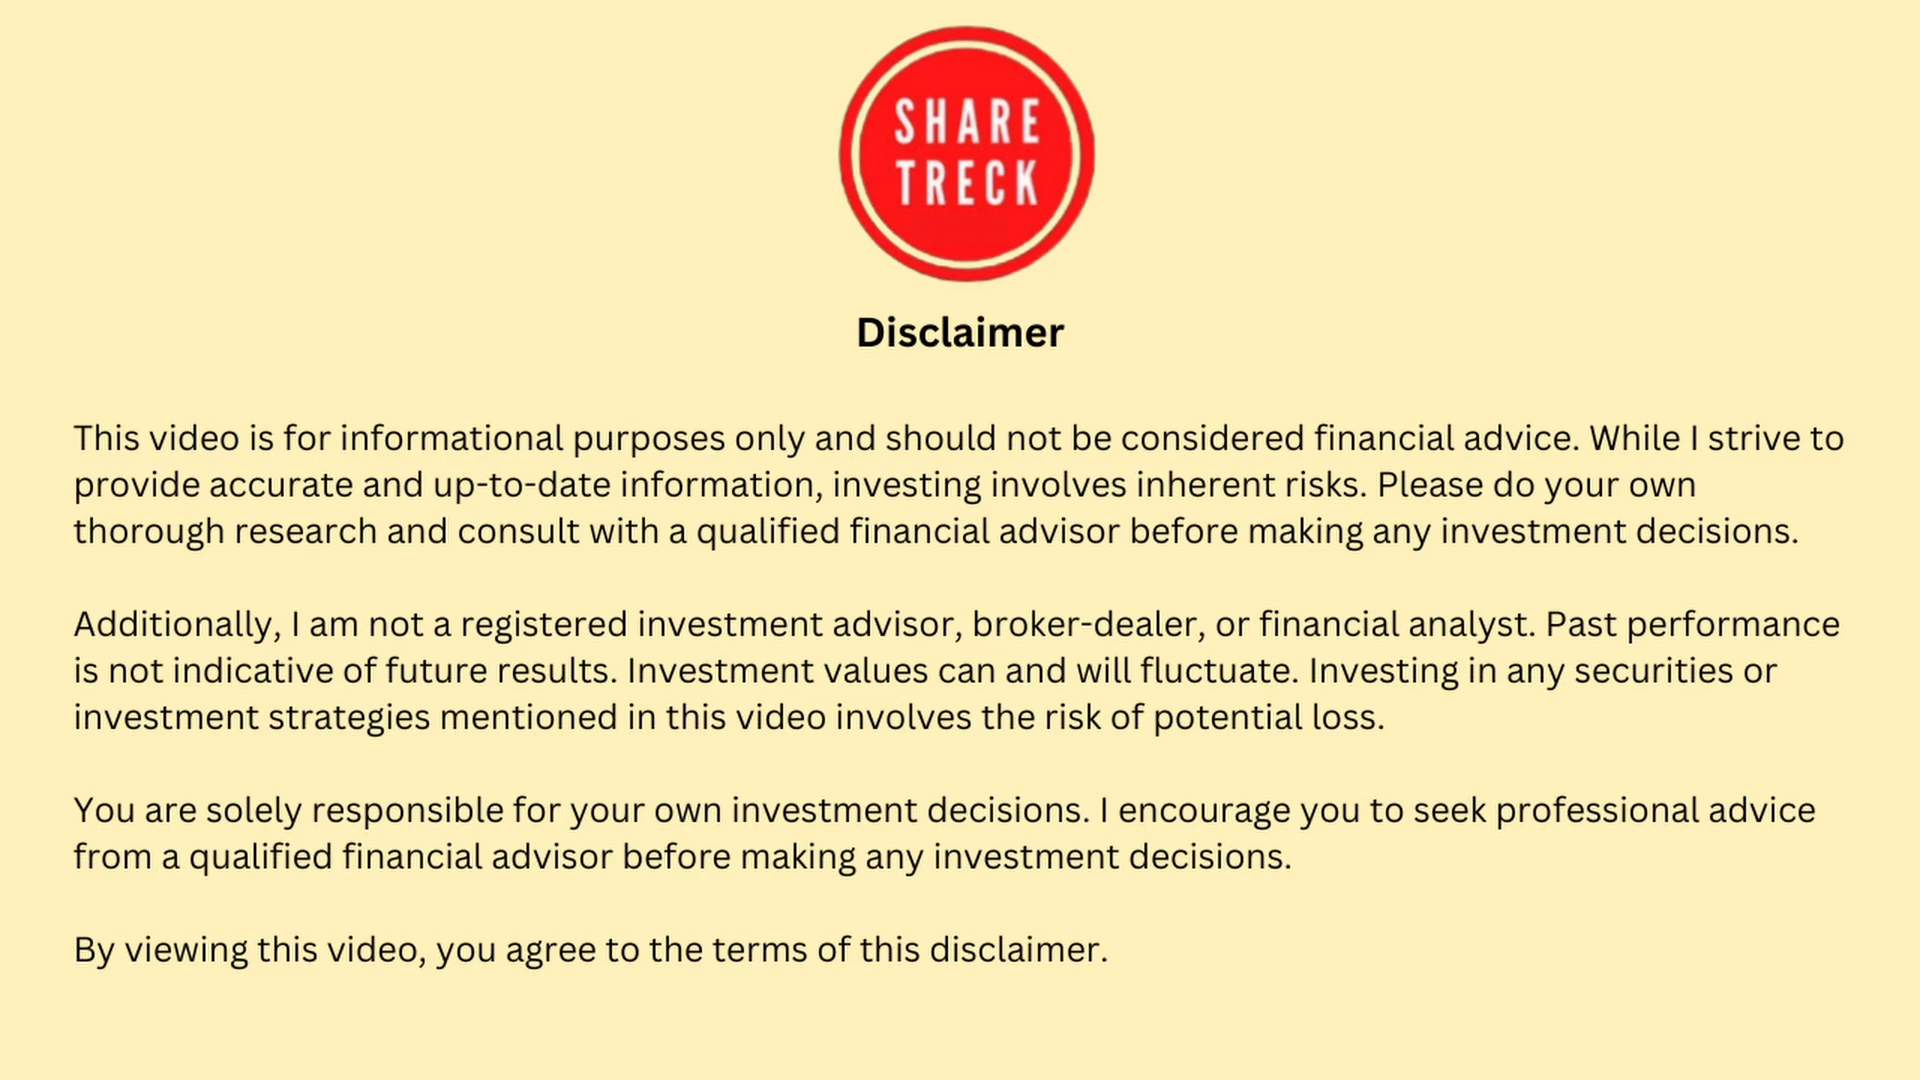 SHARE
TRECK
Disclaimer
This video is for informational purposes only and should not be considered financial advice. While I strive to
provide accurate and up-to-date information, investing involves inherent risks. Please do your own
thorough research and consult with a qualified financial advisor before making any investment decisions.
Additionally, I am not a registered investment advisor, broker-dealer, or financial analyst. Past performance
is not indicative of future results. Investment values can and will fluctuate. Investing in any securities or
investment strategies mentioned in this video involves the risk of potential loss.
You are solely responsible for your own investment decisions. I encourage you to seek professional advice
from a qualified financial advisor before making any investment decisions.
By viewing this video, you agree to the terms of this disclaimer.